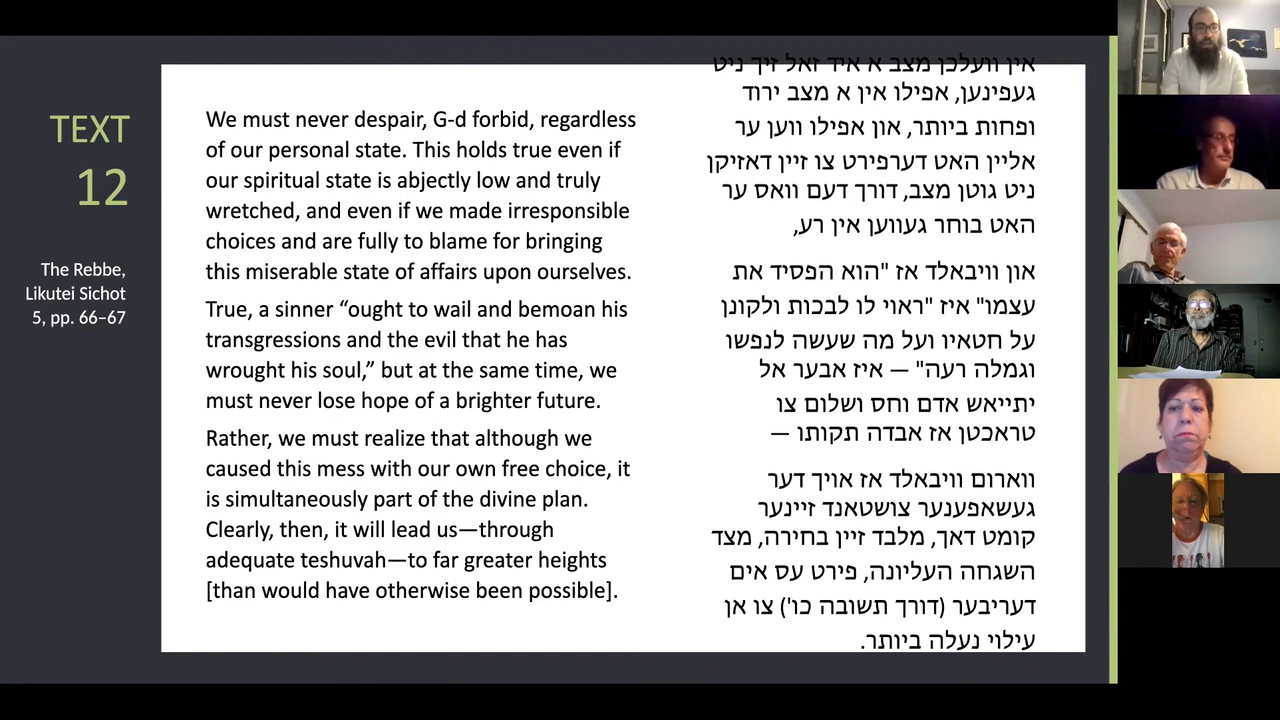 TEXT
12
The Rebbe,
Likutei Sichot
5, pp. 66–67
We must never despair, G-d forbid, regardless
of our personal state. This holds true even if
our spiritual state is abjectly low and truly
wretched, and even if we made irresponsible
choices and are fully to blame for bringing
this miserable state of affairs upon ourselves.
True, a sinner “ought to wail and bemoan his
transgressions and the evil that he has
wrought his soul,” but at the same time, we
must never lose hope of a brighter future.
Rather, we must realize that although we
caused this mess with our own free choice, it
is simultaneously part of the divine plan.
Clearly, then, it will lead us—through
adequate teshuvah—to far greater heights
[than would have otherwise been possible].
אין וועלכן מצב א איד זאל זיך ניט
געפינען, אפילו אין א מצב ירוד
ופחות ביותר, און אפילו ווען ער
אליין האט דערפירט צו זיין דאזיקן
ניט גוטן מצב, דורך דעם וואס ער
האט בוחר געווען אין רע,
און וויבאלד אז "הוא הפסיד את
עצמו" איז "ראוי לו לבכות ולקונן
על חטאיו ועל מה שעשה לנפשו
וגמלה רעה" — איז אבער אל
יתייאש אדם וחס ושלום צו
טראכטן אז אבדה תקותו —
ווארום וויבאלד אז אויך דער
געשאפענער צושטאנד זיינער
קומט דאך, מלבד זיין בחירה, מצד
השגחה העליונה, פירט עס אים
דעריבער (דורך תשובה כו') צו אן
עילוי נעלה ביותר.